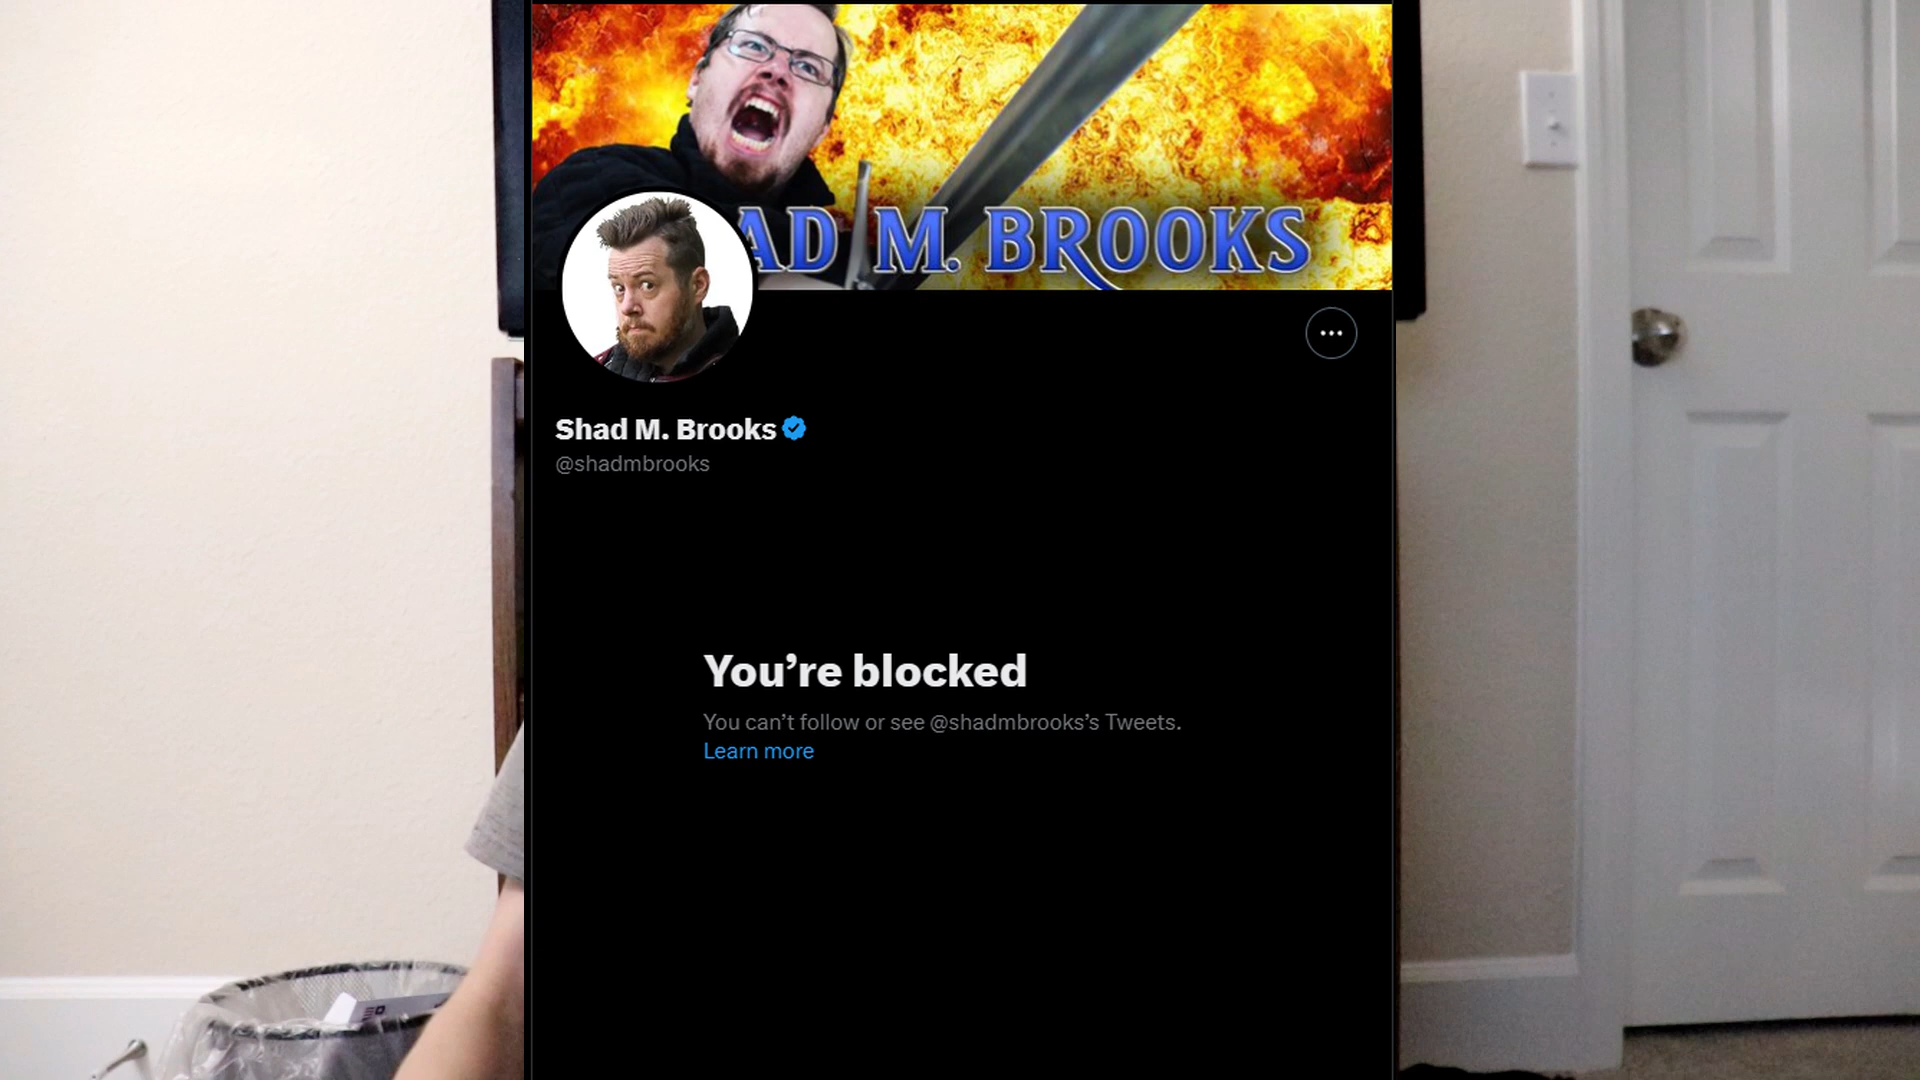 AD M. BROOKS
Shad M. Brooks
@shadmbrooks
You're blocked
You can't follow or see @shadmbrooks's Tweets.
Learn more